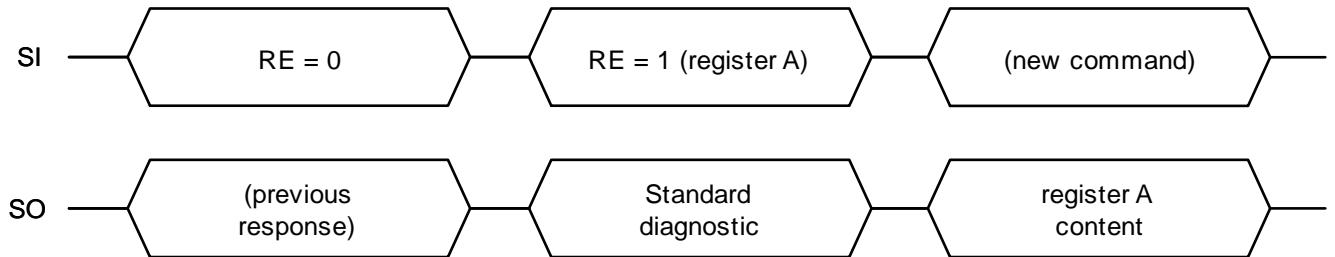 SI
RE = 0
RE = 1 (register A)
(new command)
SO
(previous
response)
Standard
diagnostic
register A
content